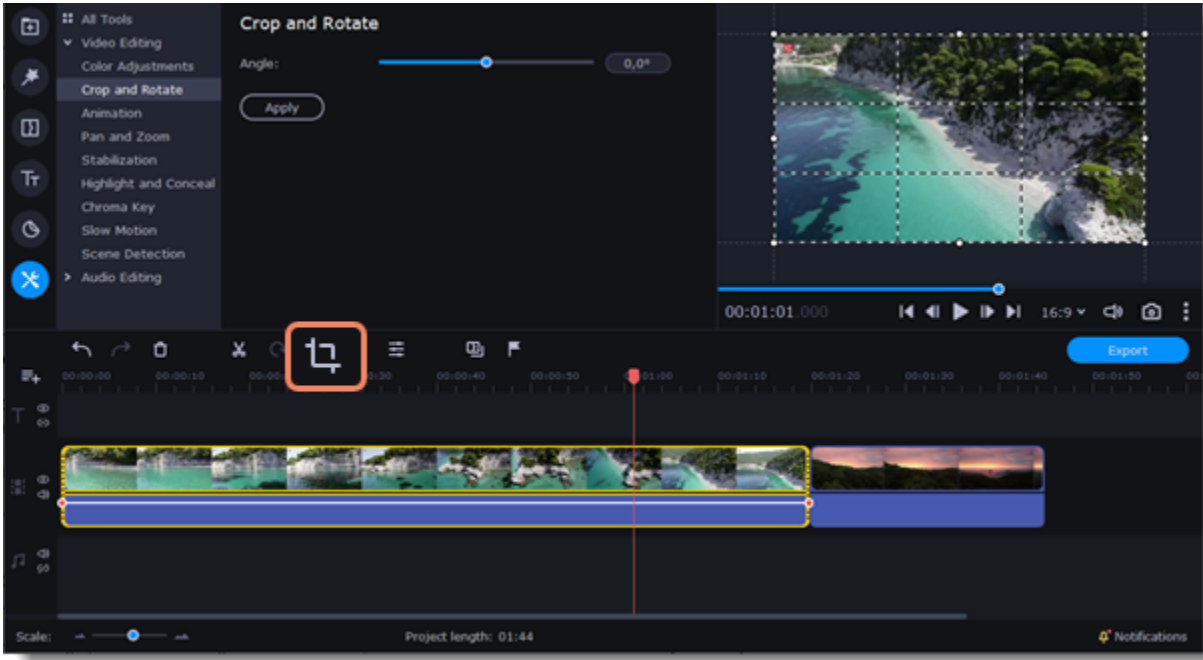 All Tools
Video Editing
Color Adjustments
Crop and Rotate
Animation
Pan and Zoom
Stabilization
Highlight and Conceal
Chroma Key
Slow Motion
Scene Detection
Audio Editing
Crop and Rotate
Angle:
0,0°
Apply
00:01:01.000
16:9
Export
00:00:00 00:00:10 :30 00:00:40 00:00:50 01:00 00:01:10 00:01:20 00:01:30 00:01:40 00:01:50
Scale:
Project length: 01:44
Notifications